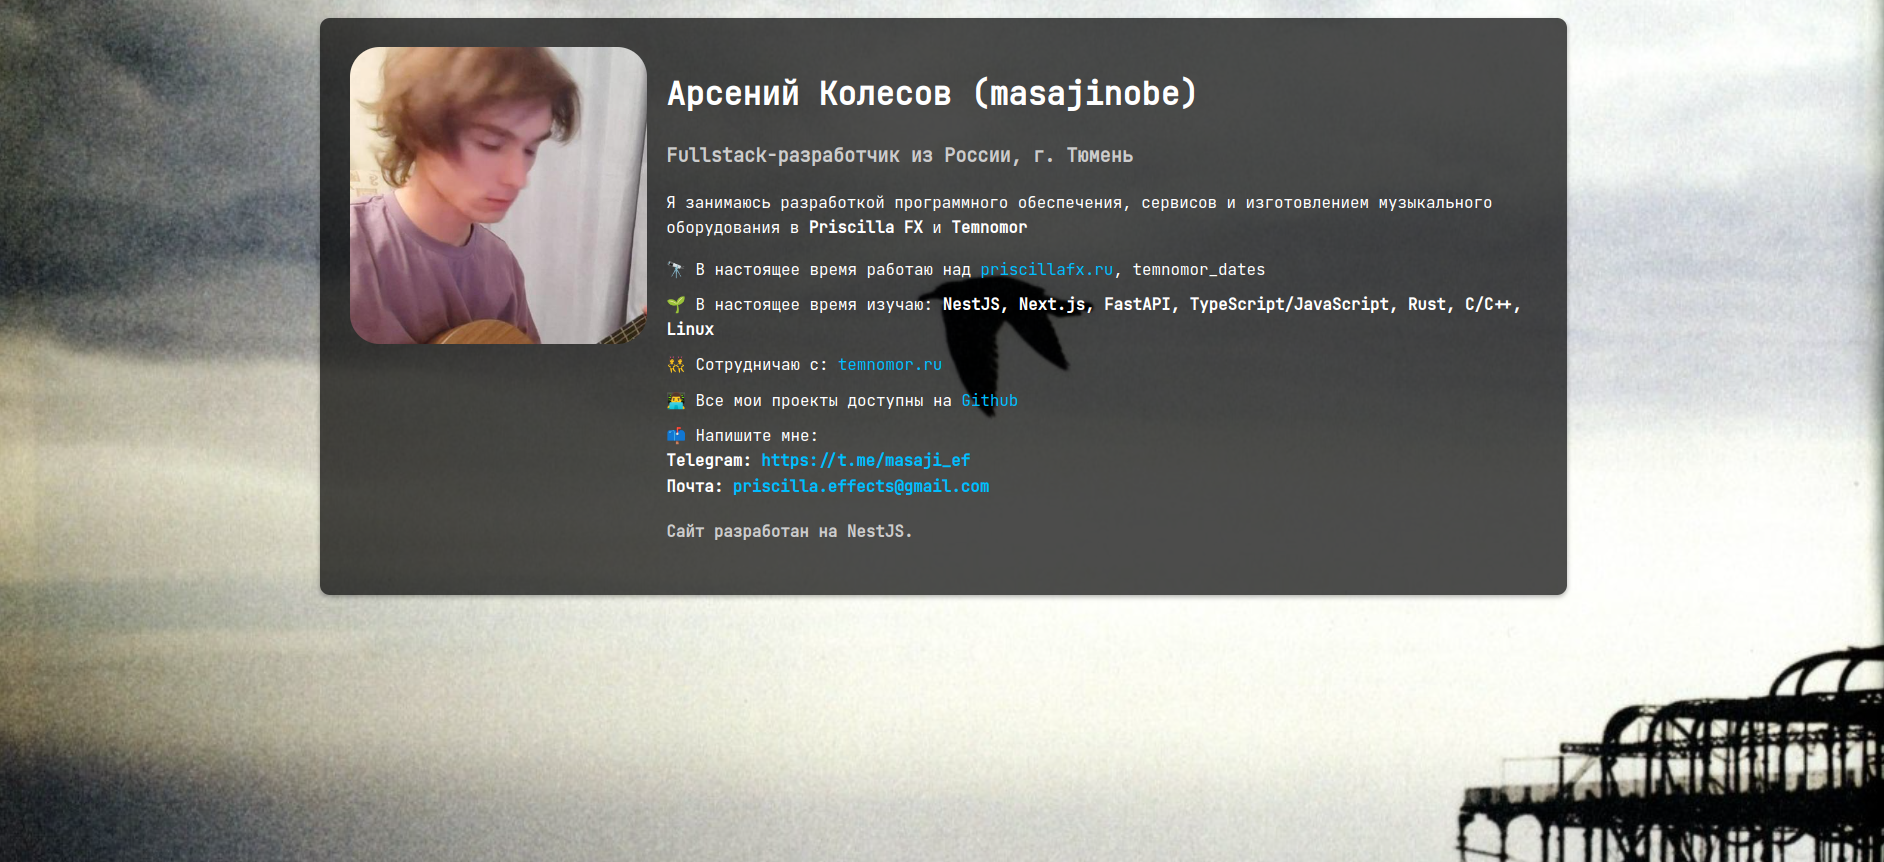 Арсений Колесов (masajinobe)
Fullstack-разработчик из России, г. Тюмень
Я занимаюсь разработкой программного обеспечения, сервисов и изготовлением музыкального
оборудования в Priscilla FX и Temnomor
🔭 В настоящее время работаю над priscillafx.ru, temnomor_dates
🌱 В настоящее время изучаю: NestJS, Next.js, FastAPI, TypeScript/JavaScript, Rust, C/C++,
Linux
👯 Сотрудничаю с: temnomor.ru
👨‍💻 Все мои проекты доступны на Github
📫 Напишите мне:
Telegram: https://t.me/masaji_ef
Почта: priscilla.effects@gmail.com
Сайт разработан на NestJS.